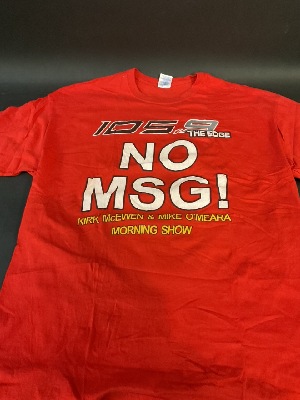 105.9
THE EDGE
NO
MSG!
KIRK McEWEN & MIKE O'MEARA
MORNING SHOW